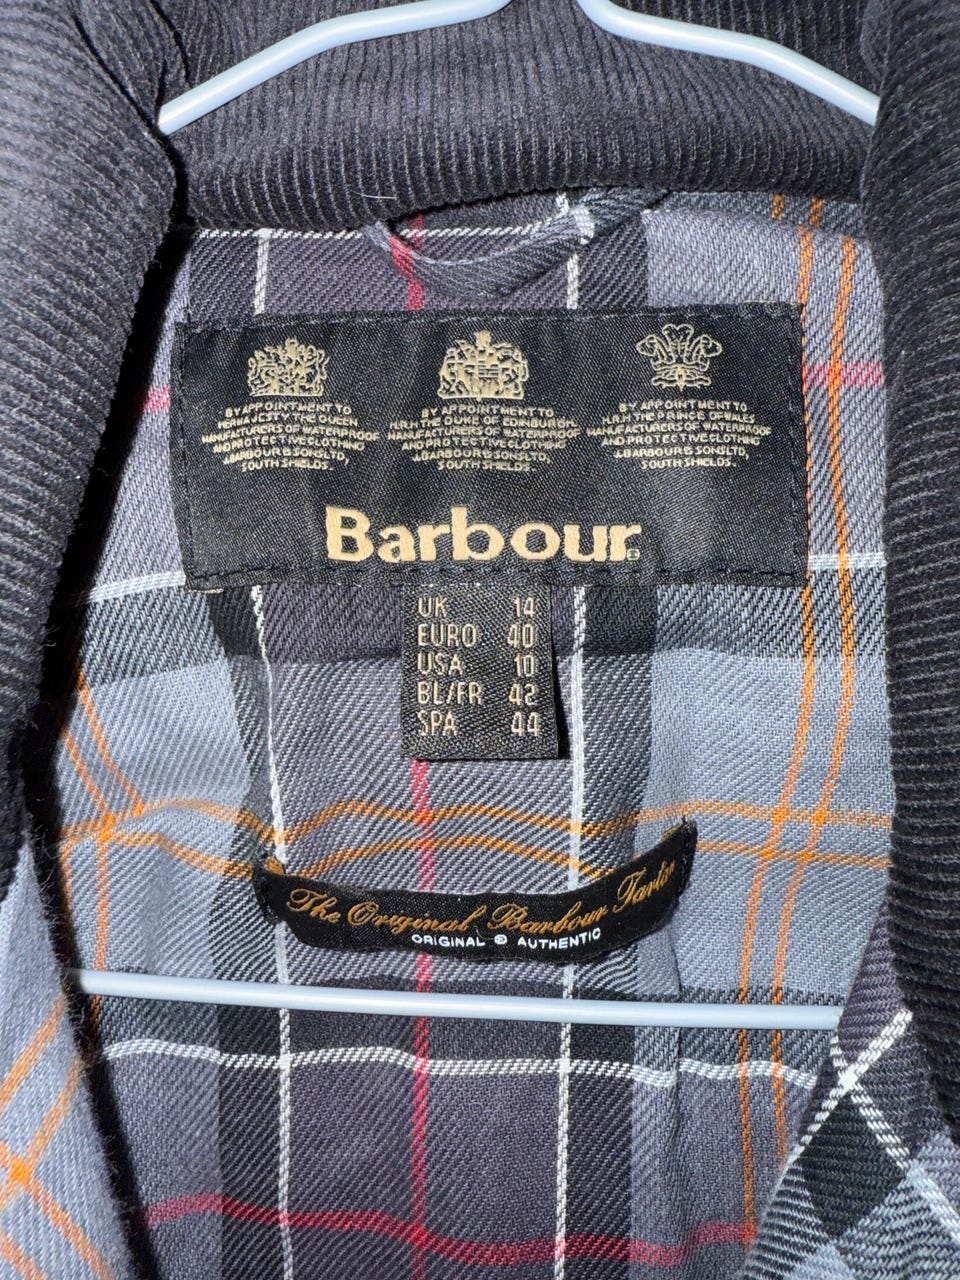 BY APPOINTMENT TO
HER MAJESTY THE QUEEN
MANUFACTURERS OF WATERPROOF
AND PROTECTIVE CLOTHING
J.BARBOUR & SONS LTD,
SOUTH SHIELDS.
BY APPOINTMENT TO
H.R.H THE DUKE OF EDINBURGH
MANUFACTURERS OF WATERPROOF
AND PROTECTIVE CLOTHING
J.BARBOUR & SONS LTD,
SOUTH SHIELDS.
BY APPOINTMENT TO
H.R.H. THE PRINCE OF WALES
MANUFACTURERS OF WATERPROOF
AND PROTECTIVE CLOTHING
J.BARBOUR & SONS LTD,
SOUTH SHIELDS.
Barbour®
UK 14
EURO 40
USA 10
BL/FR 42
SPA 44
The Original Barbour Tartan
ORIGINAL ® AUTHENTIC